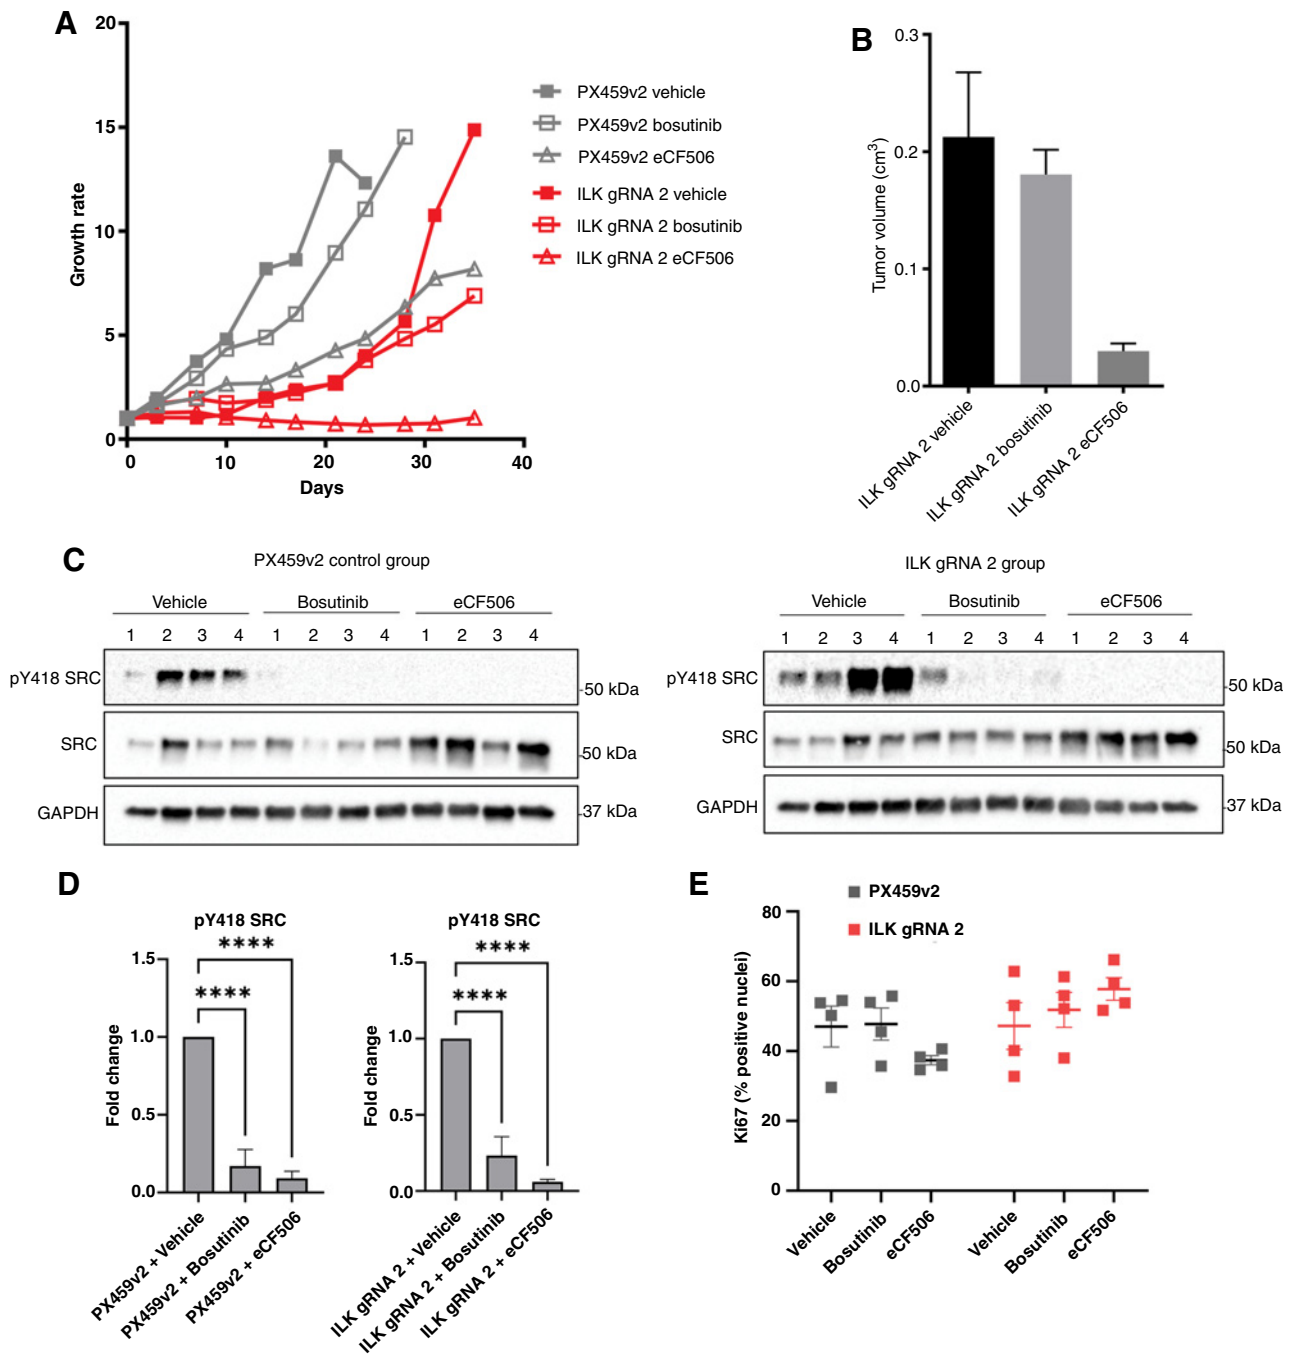 A
20
15
10
5
0
0 10 20 30 40
Growth rate
Days
PX459v2 vehicle
PX459v2 bosutinib
PX459v2 eCF506
ILK gRNA 2 vehicle
ILK gRNA 2 bosutinib
ILK gRNA 2 eCF506
B
0.3
0.2
0.1
0.0
Tumor volume (cm3)
ILK gRNA 2 vehicle
ILK gRNA 2 bosutinib
ILK gRNA 2 eCF506
C
PX459v2 control group
Vehicle Bosutinib eCF506
1 2 3 4 1 2 3 4 1 2 3 4
pY418 SRC
50 kDa
SRC
50 kDa
GAPDH
37 kDa
ILK gRNA 2 group
Vehicle Bosutinib eCF506
1 2 3 4 1 2 3 4 1 2 3 4
pY418 SRC
50 kDa
SRC
50 kDa
GAPDH
37 kDa
D
pY418 SRC
****
****
1.5
1.0
0.5
0.0
Fold change
PX459v2 + Vehicle
PX459v2 + Bosutinib
PX459v2 + eCF506
pY418 SRC
****
****
1.5
1.0
0.5
0.0
Fold change
ILK gRNA 2 + Vehicle
ILK gRNA 2 + Bosutinib
ILK gRNA 2 + eCF506
E
PX459v2
ILK gRNA 2
80
60
40
20
0
Ki67 (% positive nuclei)
Vehicle
Bosutinib
eCF506
Vehicle
Bosutinib
eCF506